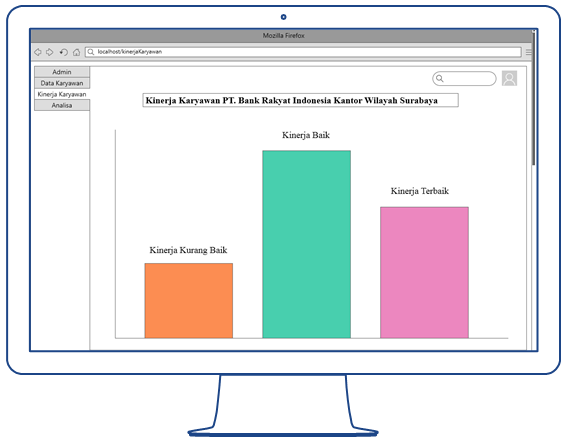 Mozilla Firefox
localhost/kinerjaKaryawan
Admin
Data Karyawan
Kinerja Karyawan
Analisa
Kinerja Karyawan PT. Bank Rakyat Indonesia Kantor Wilayah Surabaya
Kinerja Baik
Kinerja Terbaik
Kinerja Kurang Baik